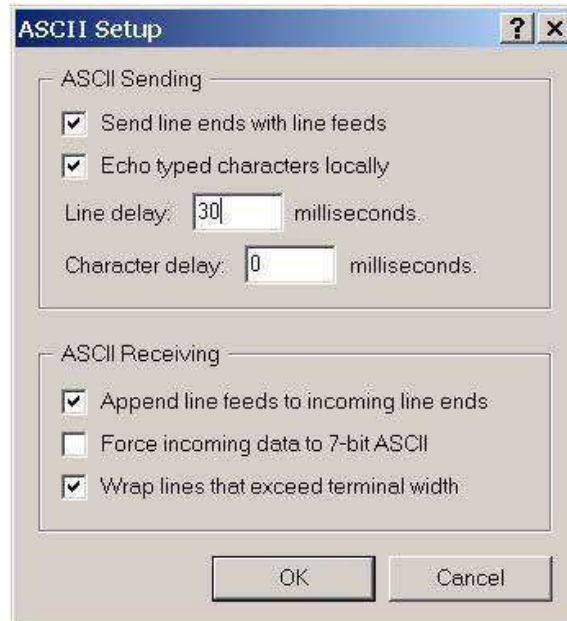 ASCII Setup
ASCII Sending
Send line ends with line feeds
Echo typed characters locally
Line delay: 30 milliseconds.
Character delay: 0 milliseconds.
ASCII Receiving
Append line feeds to incoming line ends
Force incoming data to 7-bit ASCII
Wrap lines that exceed terminal width
OK Cancel